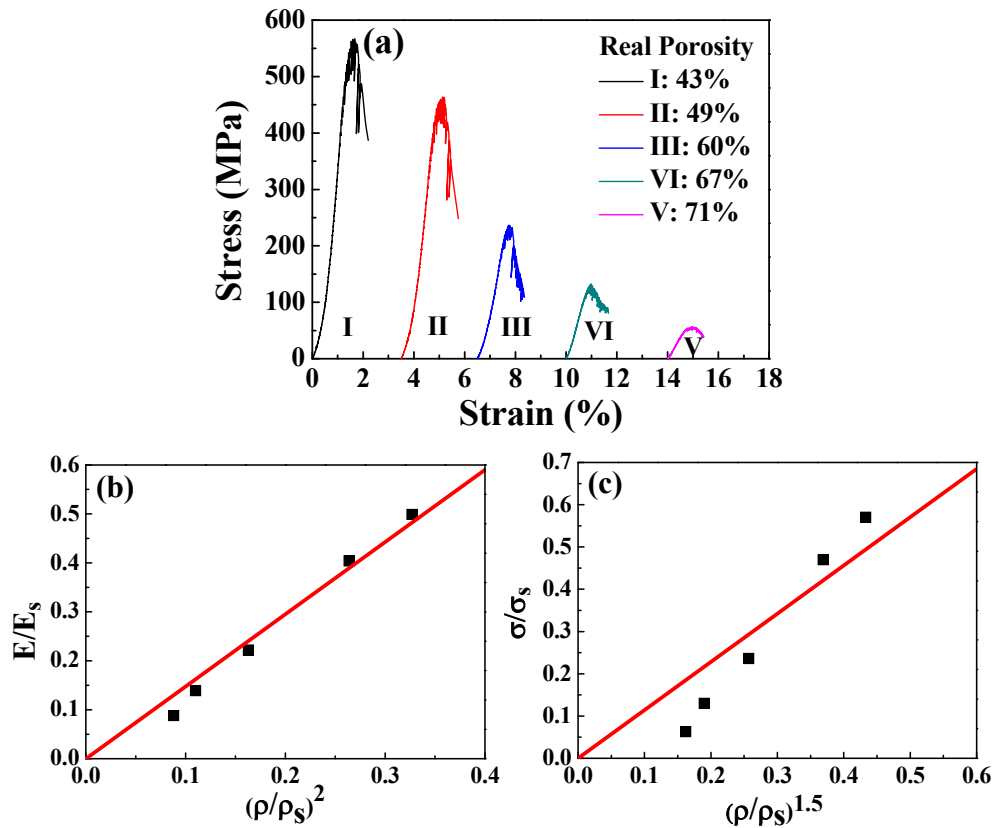 (a)
Real Porosity
I: 43%
II: 49%
III: 60%
VI: 67%
V: 71%
Stress (MPa)
600
500
400
300
200
100
0
I
II
III
VI
V
0 2 4 6 8 10 12 14 16 18
Strain (%)
(b)
E/Es
0.6
0.5
0.4
0.3
0.2
0.1
0.0
0.0 0.1 0.2 0.3 0.4
(ρ/ρs)²
(c)
σ/σs
0.7
0.6
0.5
0.4
0.3
0.2
0.1
0.0
0.0 0.1 0.2 0.3 0.4 0.5 0.6
(ρ/ρs)^1.5